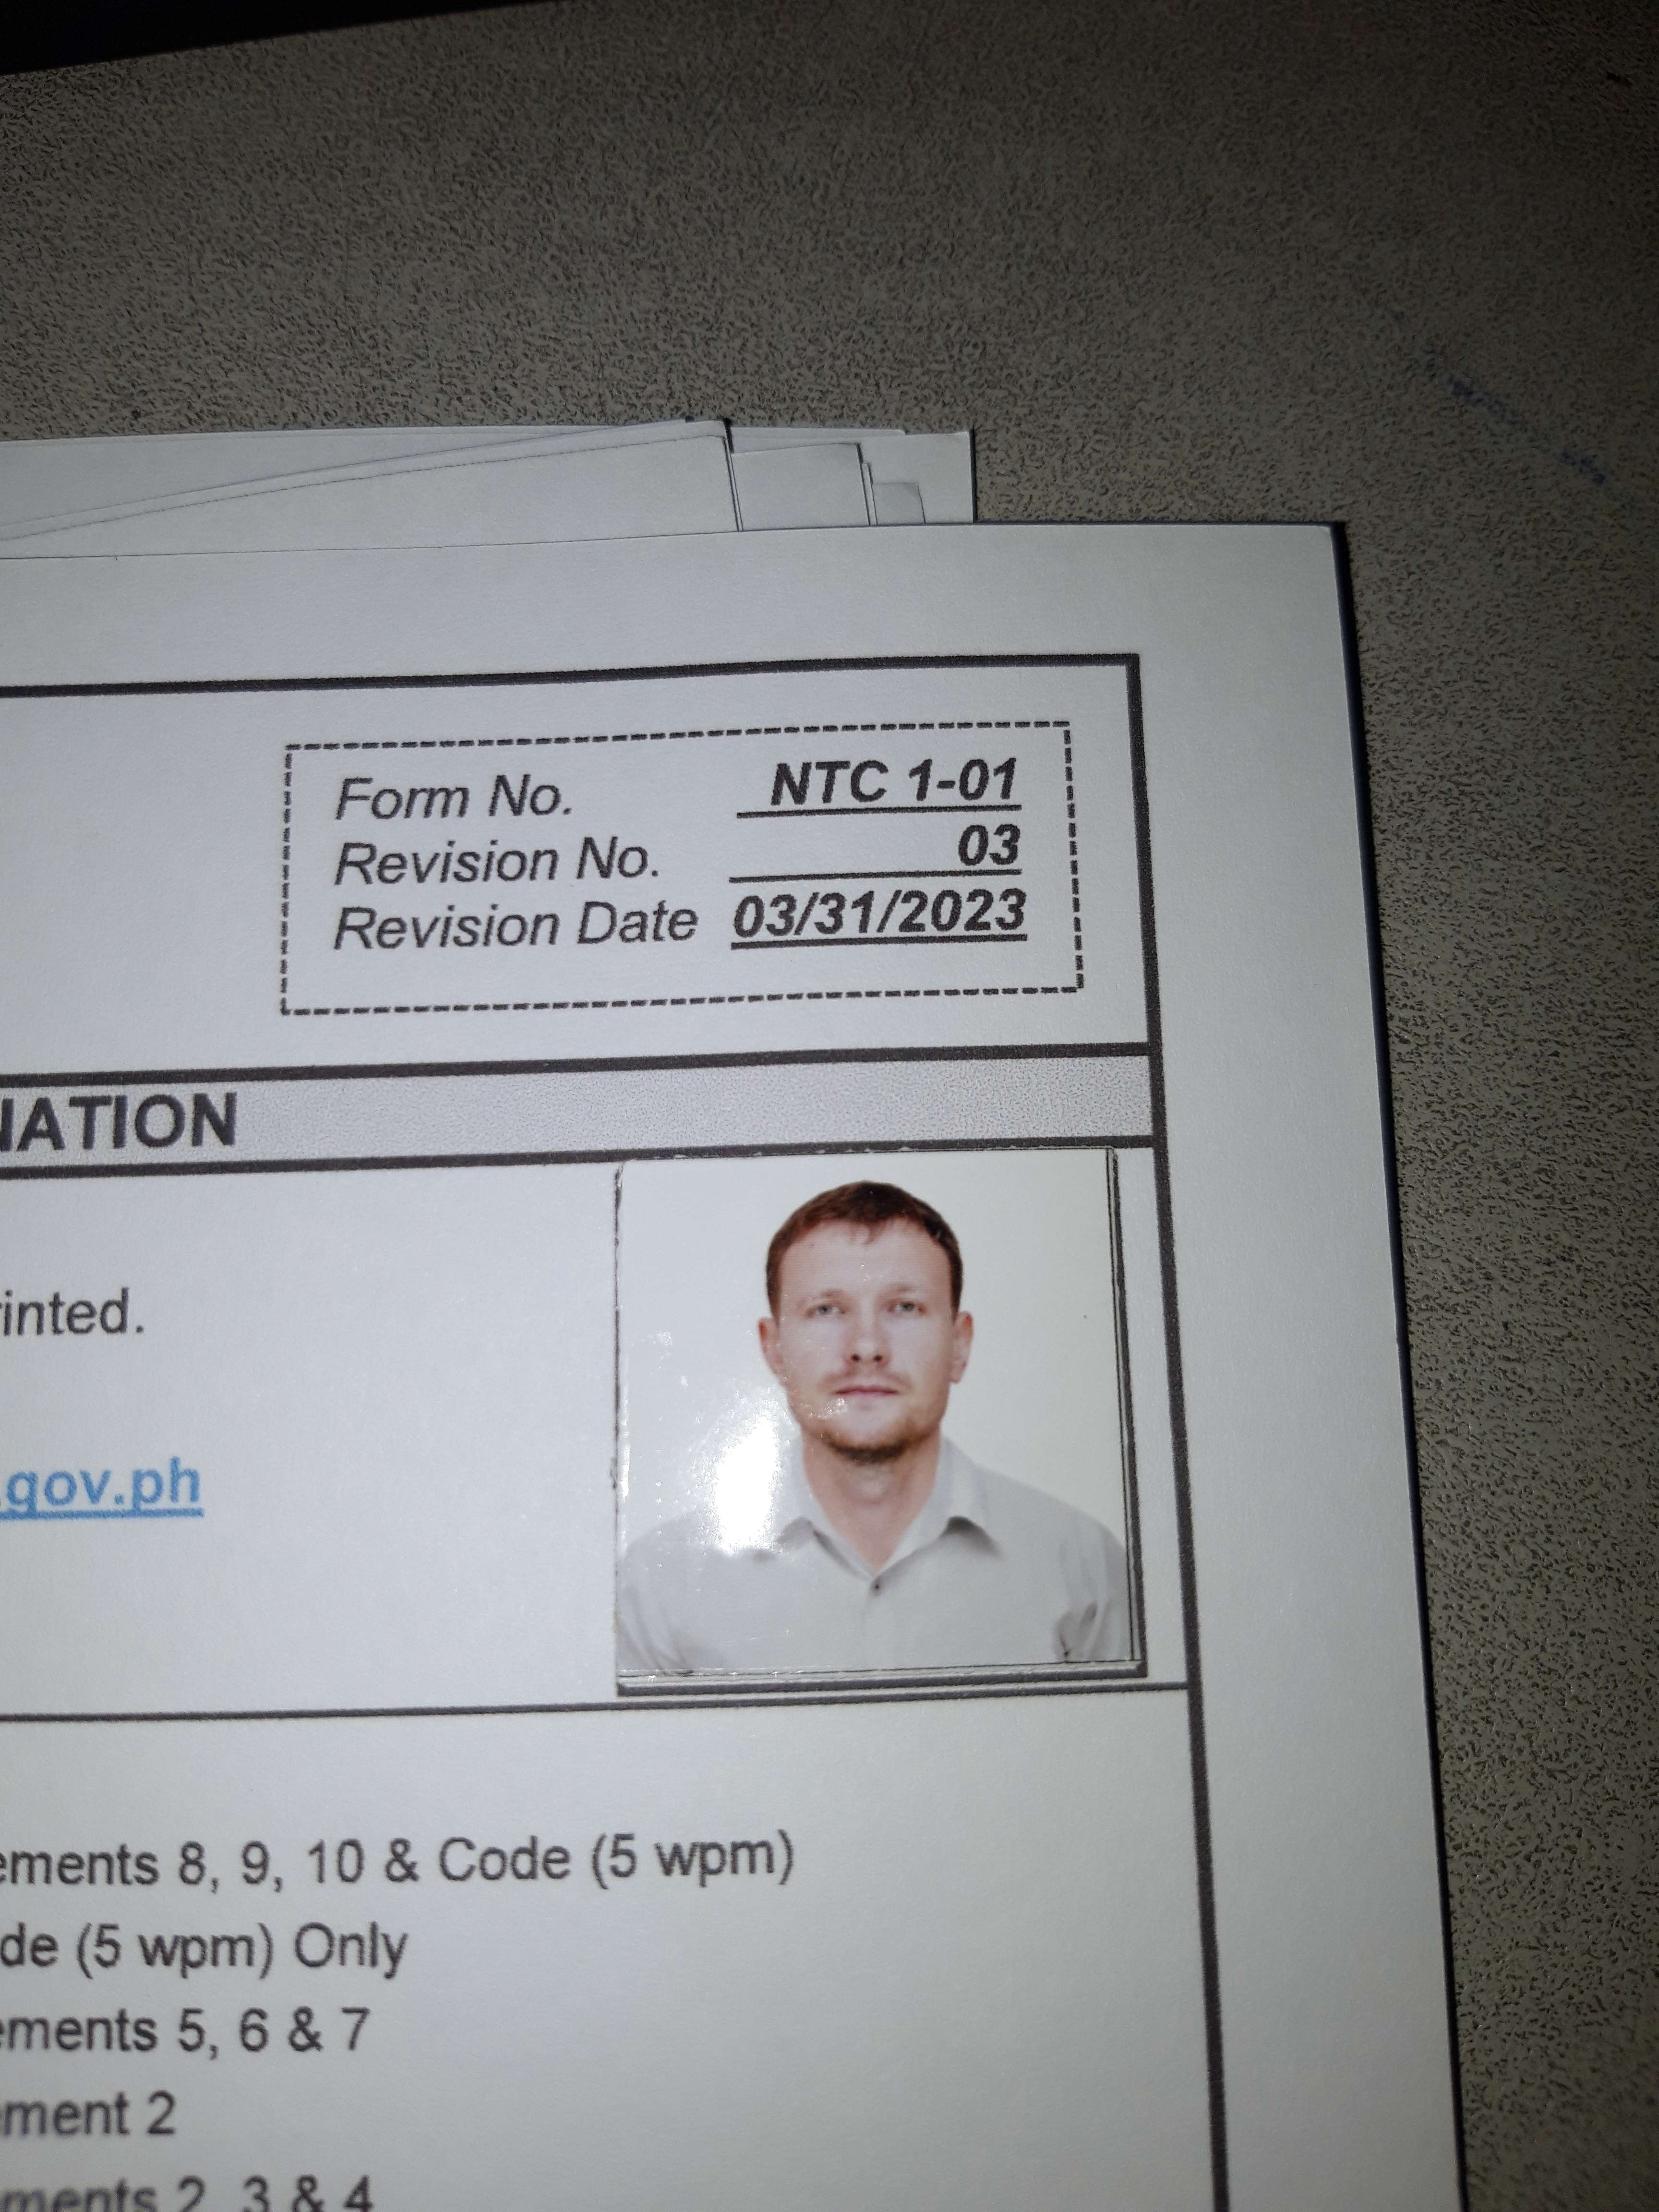 Form No. NTC 1-01
Revision No. 03
Revision Date 03/31/2023
NATION
rinted.
.gov.ph
ements 8, 9, 10 & Code (5 wpm)
de (5 wpm) Only
ements 5, 6 & 7
ement 2
ements 2, 3 & 4